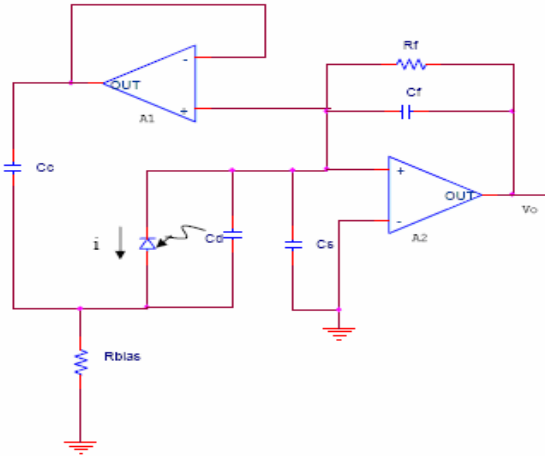 Rf
-
OUT
+
A1
Cf
Cc
+
i
Cd
Cs
OUT
Vo
-
A2
Rbias